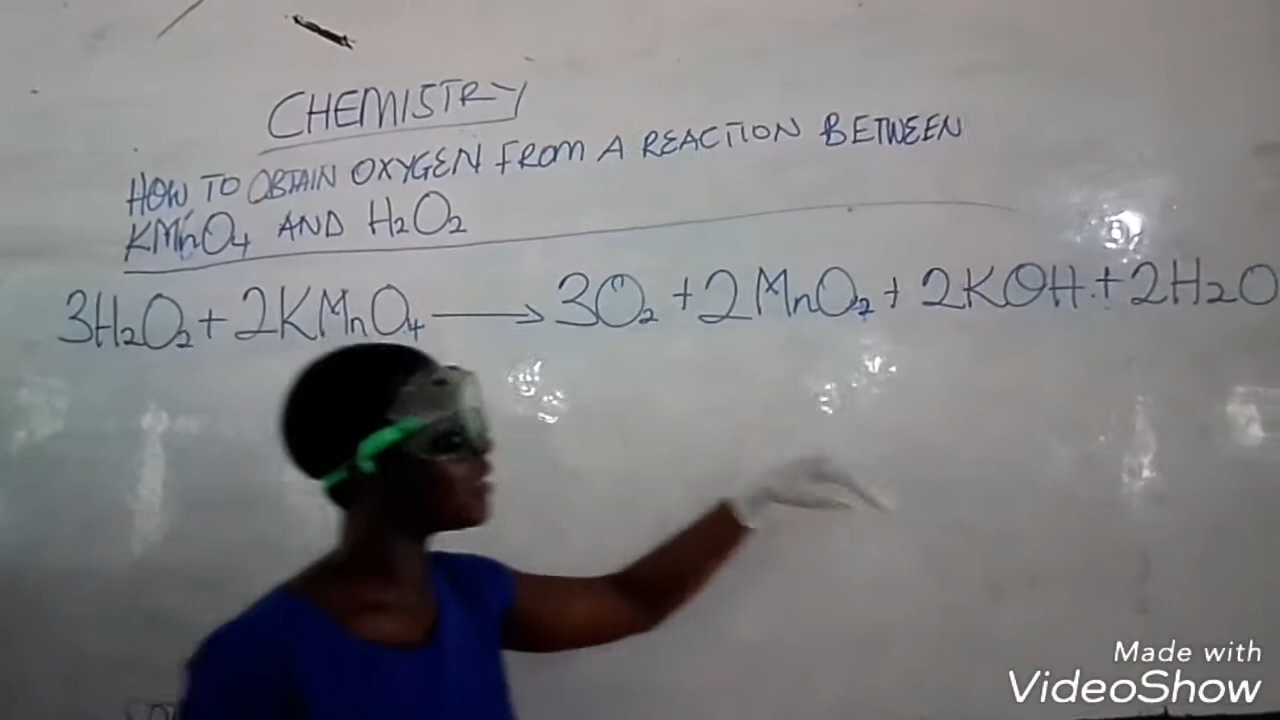 CHEMISTRY
HOW TO OBTAIN OXYGEN FROM A REACTION BETWEEN
KMnO4 AND H2O2
3H2O2 + 2KMnO4 → 3O2 + 2MnO2 + 2KOH + 2H2O
Made with
VideoShow